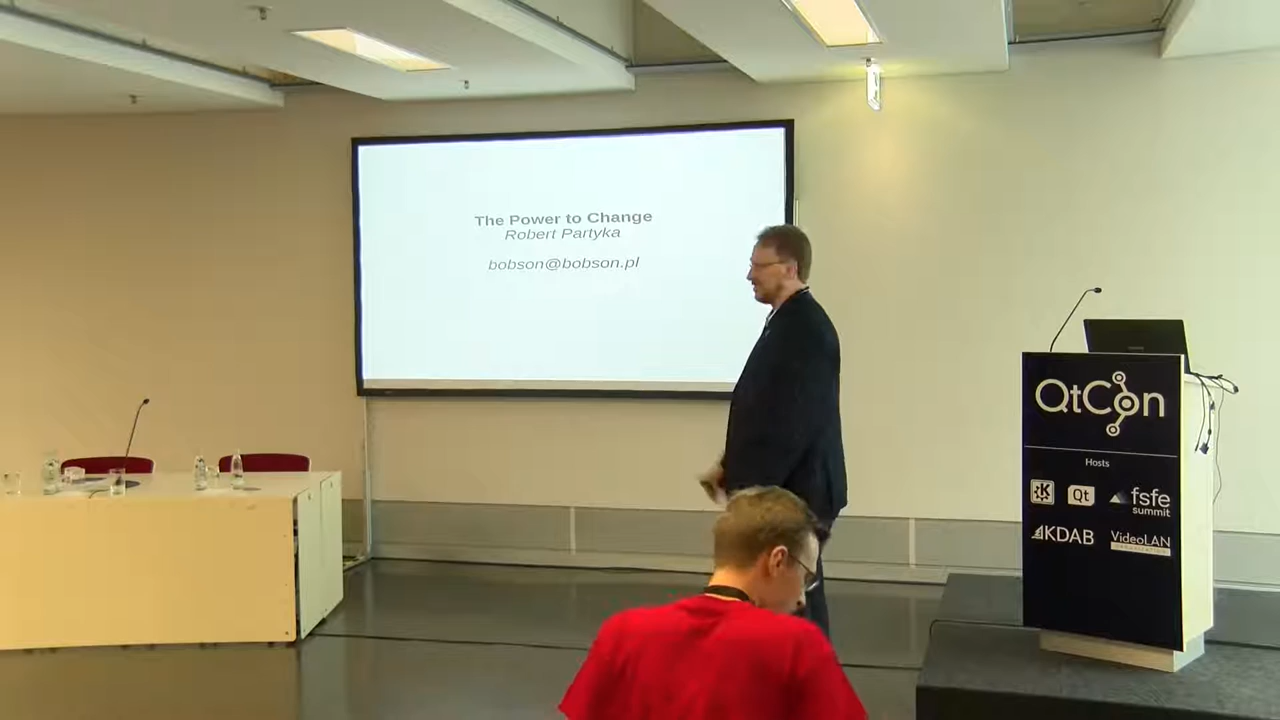 The Power to Change
Robert Partyka
bobson@bobson.pl
QtCon
Hosts
Qt
fsfe
summit
KDAB
VideoLAN